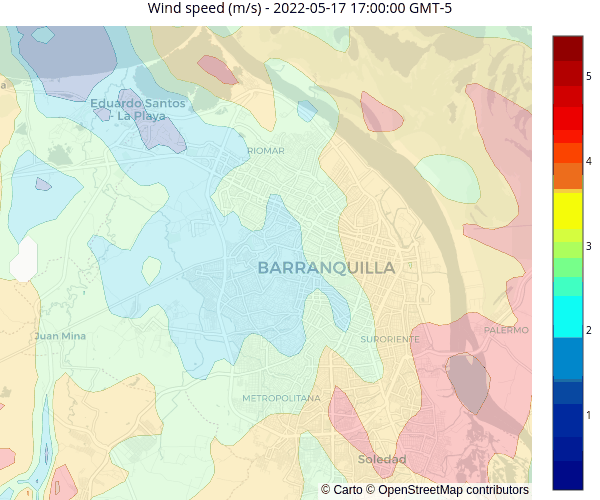 Wind speed (m/s) - 2022-05-17 17:00:00 GMT-5
a
5
Eduardo Santos
- La Playa
RIOMAR
4
3
BARRANQUILLA
2
Juan Mina
SURORIENTE
PALERMO
METROPOLITANA
1
Soledad
© Carto © OpenStreetMap contributors